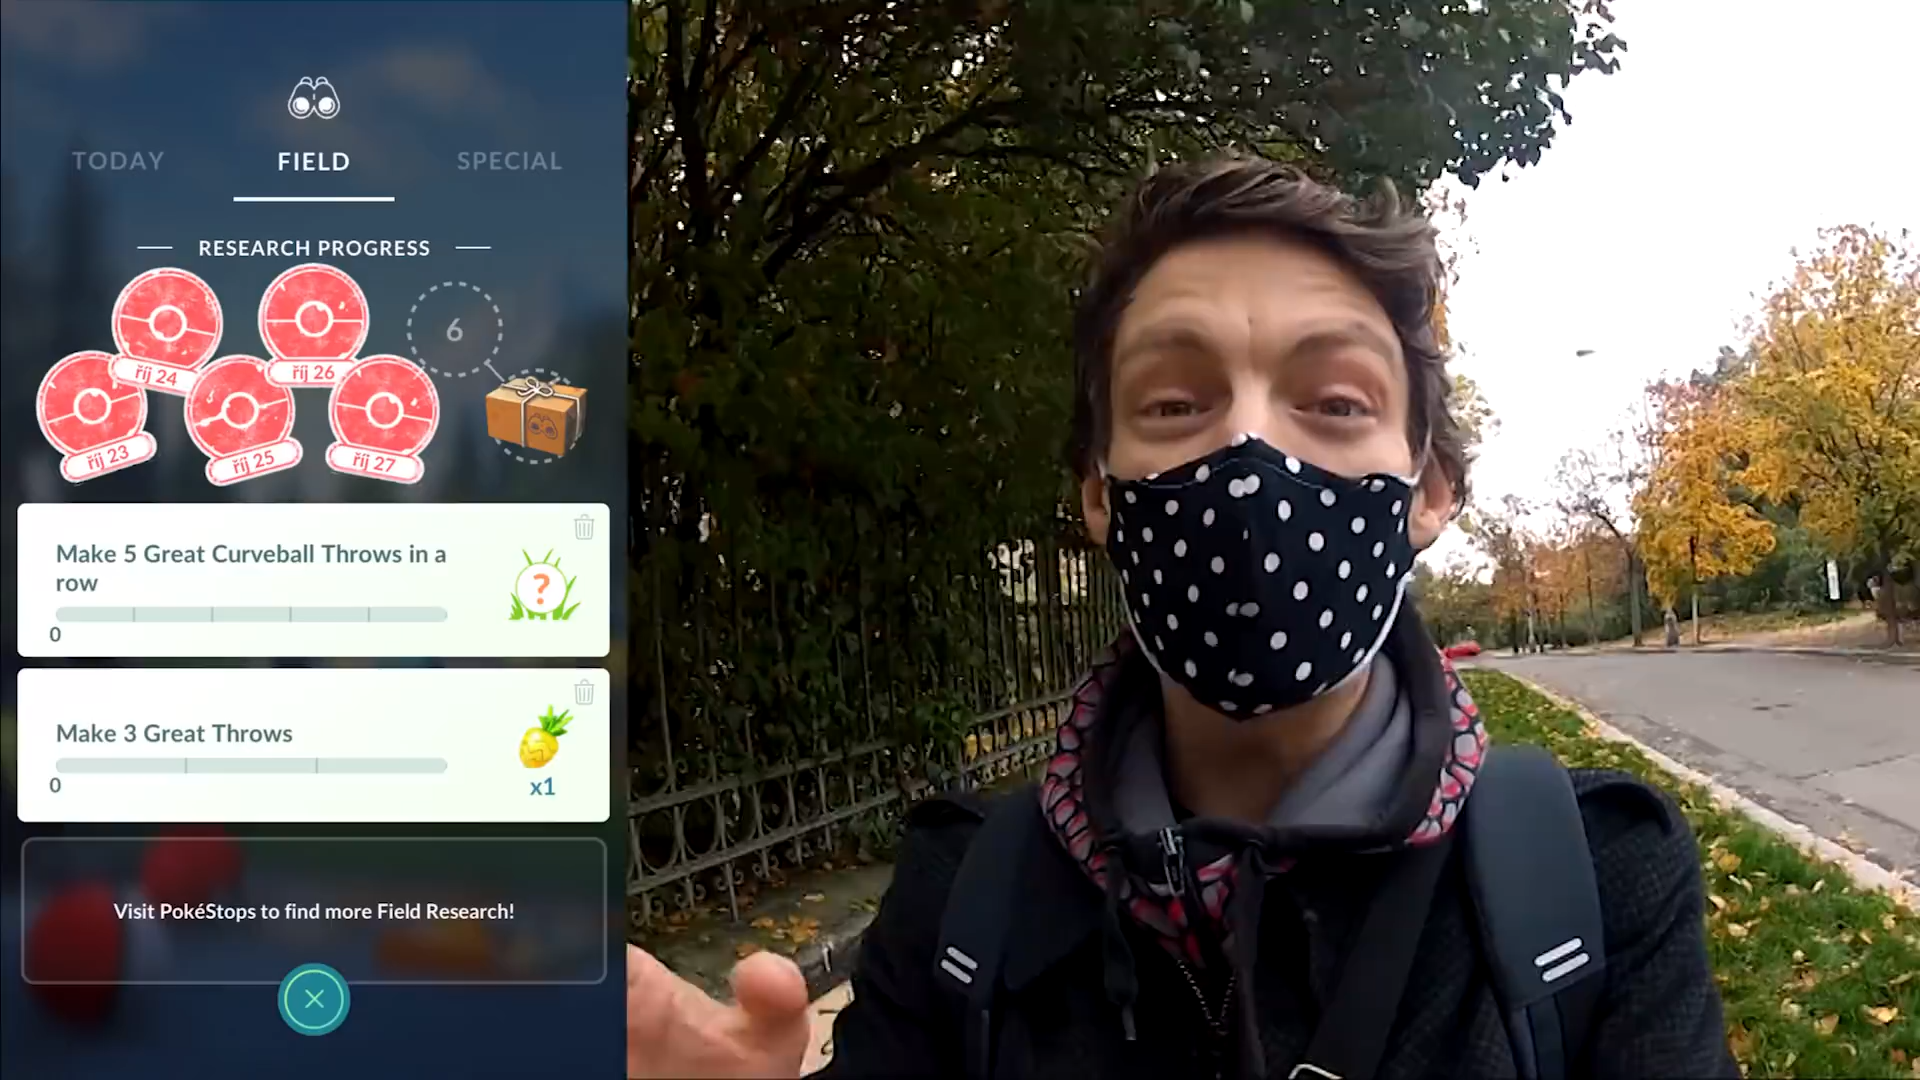 TODAY
FIELD
SPECIAL
RESEARCH PROGRESS
6
říj 24
říj 26
říj 23
říj 25
říj 27
Make 5 Great Curveball Throws in a
row
?
0
Make 3 Great Throws
0
x1
Visit PokéStops to find more Field Research!